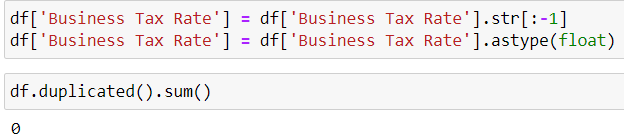 df['Business Tax Rate'] = df['Business Tax Rate'].str[:-1]
df['Business Tax Rate'] = df['Business Tax Rate'].astype(float)
df.duplicated().sum()
0